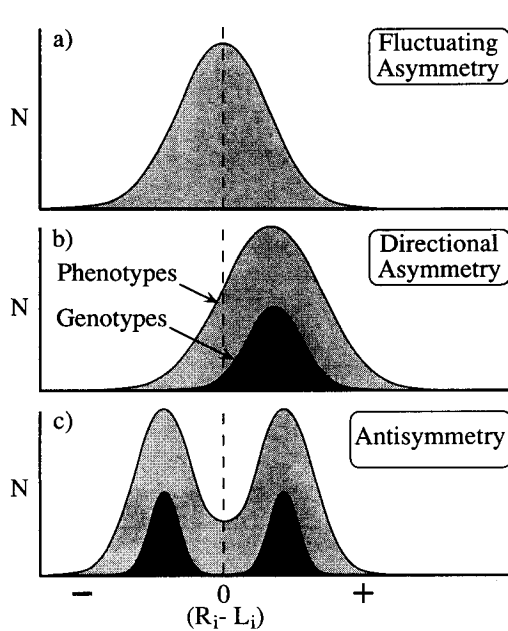 a)
Fluctuating
Asymmetry
N
b)
Directional
Asymmetry
Phenotypes
Genotypes
N
c)
Antisymmetry
N
− 0 +
(Rᵢ- Lᵢ)